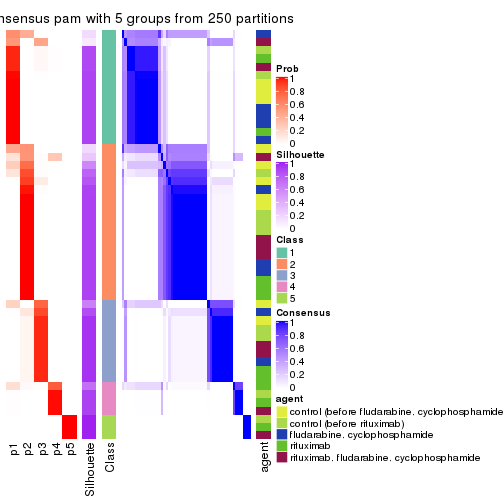 nsensus pam with 5 groups from 250 partitions
Prob
1
0.8
0.6
0.4
0.2
0
Silhouette
1
0.8
0.6
0.4
0.2
0
Class
1
2
3
4
5
Consensus
1
0.8
0.6
0.4
0.2
0
agent
control (before fludarabine. cyclophosphamide
control (before rituximab)
fludarabine. cyclophosphamide
rituximab
rituximab. fludarabine. cyclophosphamide
p1
p2
p3
p4
p5
Silhouette
Class
agent